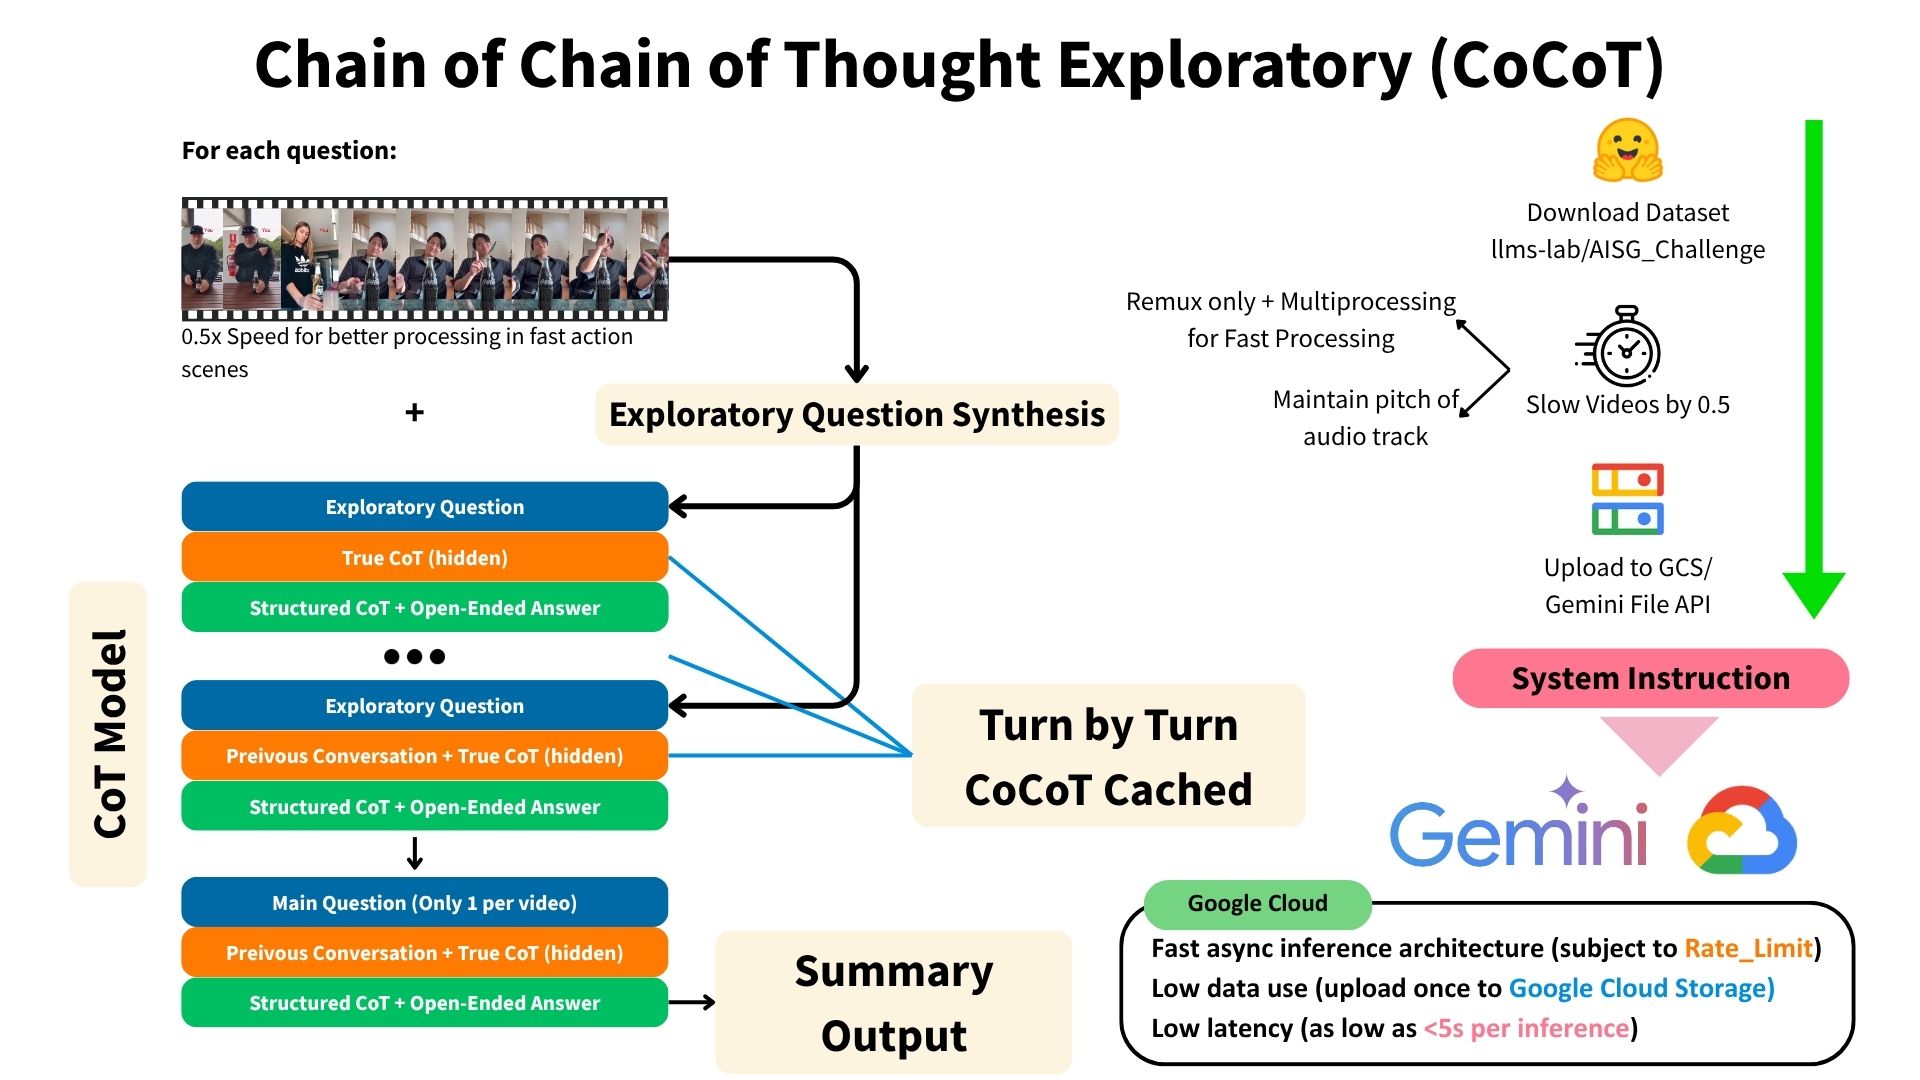 Chain of Chain of Thought Exploratory (CoCoT)
For each question:
You
You
You
0.5x Speed for better processing in fast action
scenes
+
Exploratory Question Synthesis
Exploratory Question
True CoT (hidden)
Structured CoT + Open-Ended Answer
Exploratory Question
Preivous Conversation + True CoT (hidden)
Structured CoT + Open-Ended Answer
Main Question (Only 1 per video)
Preivous Conversation + True CoT (hidden)
Structured CoT + Open-Ended Answer
CoT Model
Turn by Turn
CoCoT Cached
Summary
Output
Download Dataset
llms-lab/AISG_Challenge
Remux only + Multiprocessing
for Fast Processing
Maintain pitch of
audio track
Slow Videos by 0.5
Upload to GCS/
Gemini File API
System Instruction
Gemini
Google Cloud
Fast async inference architecture (subject to Rate_Limit)
Low data use (upload once to Google Cloud Storage)
Low latency (as low as <5s per inference)